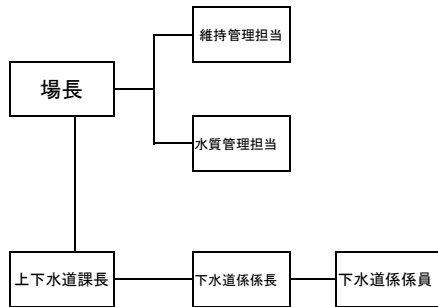 維持管理担当
場長
水質管理担当
上下水道課長
下水道係係長
下水道係係員